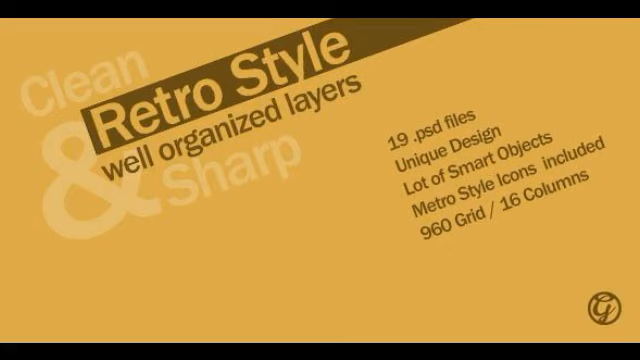 Clean
Retro Style
well organized layers
& Sharp
19 .psd files
Unique Design
Lot of Smart Objects
Metro Style Icons included
960 Grid / 16 Columns
G